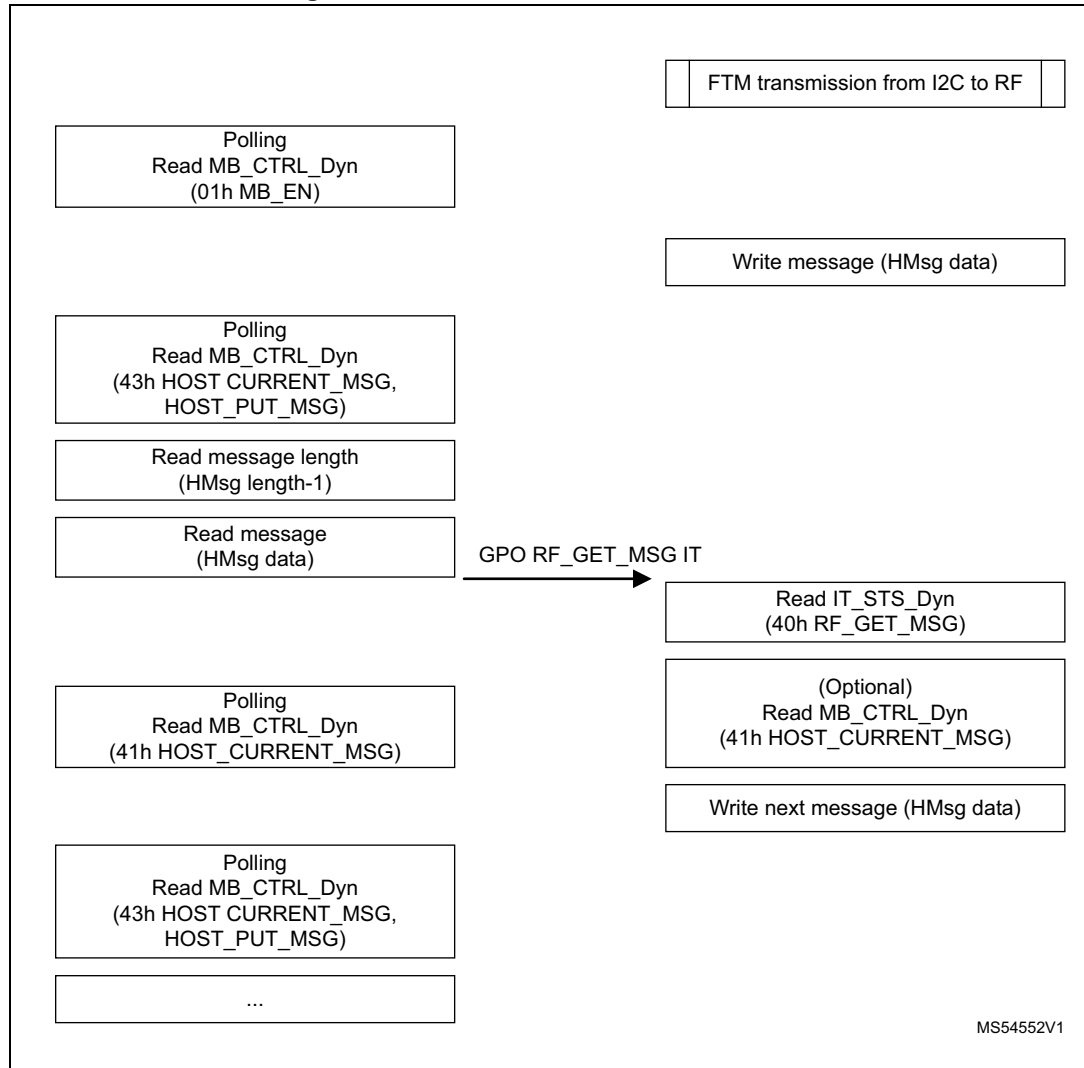 FTM transmission from I2C to RF
Polling
Read MB_CTRL_Dyn
(01h MB_EN)
Write message (HMsg data)
Polling
Read MB_CTRL_Dyn
(43h HOST CURRENT_MSG,
HOST_PUT_MSG)
Read message length
(HMsg length-1)
Read message
(HMsg data)
GPO RF_GET_MSG IT
Read IT_STS_Dyn
(40h RF_GET_MSG)
(Optional)
Read MB_CTRL_Dyn
(41h HOST_CURRENT_MSG)
Polling
Read MB_CTRL_Dyn
(41h HOST_CURRENT_MSG)
Write next message (HMsg data)
Polling
Read MB_CTRL_Dyn
(43h HOST CURRENT_MSG,
HOST_PUT_MSG)
...
MS54552V1